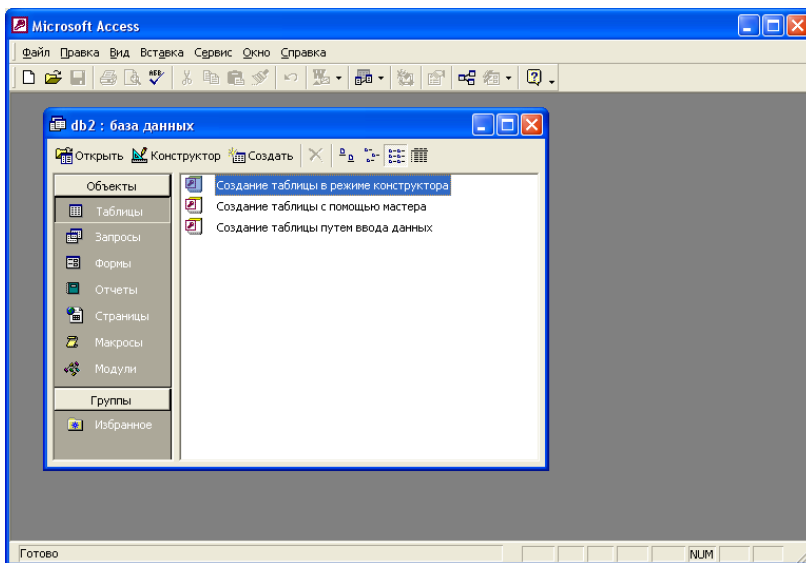 Microsoft Access
Файл Правка Вид Вставка Сервис Окно Справка
db2 : база данных
Открыть Конструктор Создать
Объекты
Таблицы
Запросы
Формы
Отчеты
Страницы
Макросы
Модули
Группы
Избранное
Создание таблицы в режиме конструктора
Создание таблицы с помощью мастера
Создание таблицы путем ввода данных
Готово
NUM